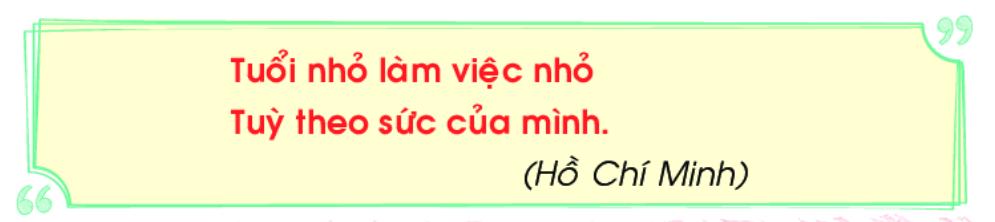 Tuổi nhỏ làm việc nhỏ
Tuỳ theo sức của mình.
(Hồ Chí Minh)